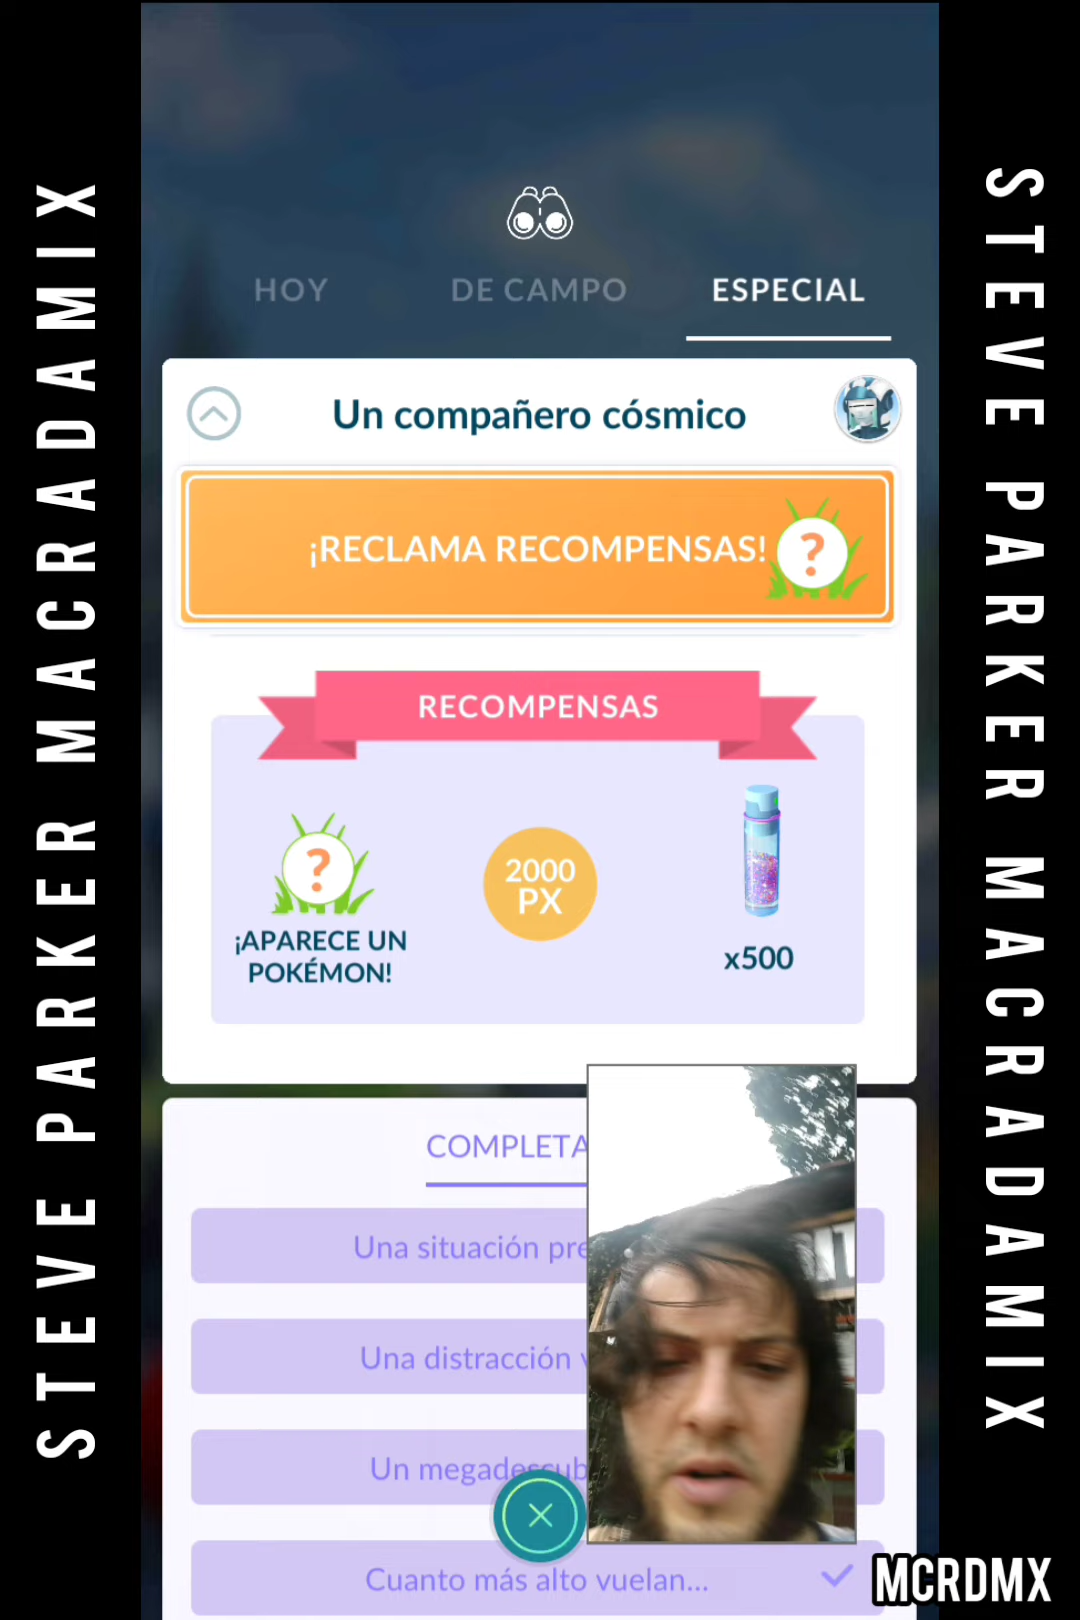 STEVE PARKER MACRADAMIX
HOY
DE CAMPO
ESPECIAL
Un compañero cósmico
¡RECLAMA RECOMPENSAS!
?
RECOMPENSAS
?
2000
PX
¡APARECE UN
POKÉMON!
x500
COMPLETA
Una situación pre
Una distracción v
Un megadescub
Cuanto más alto vuelan...
STEVE PARKER MACRADAMIX
MCRDMX